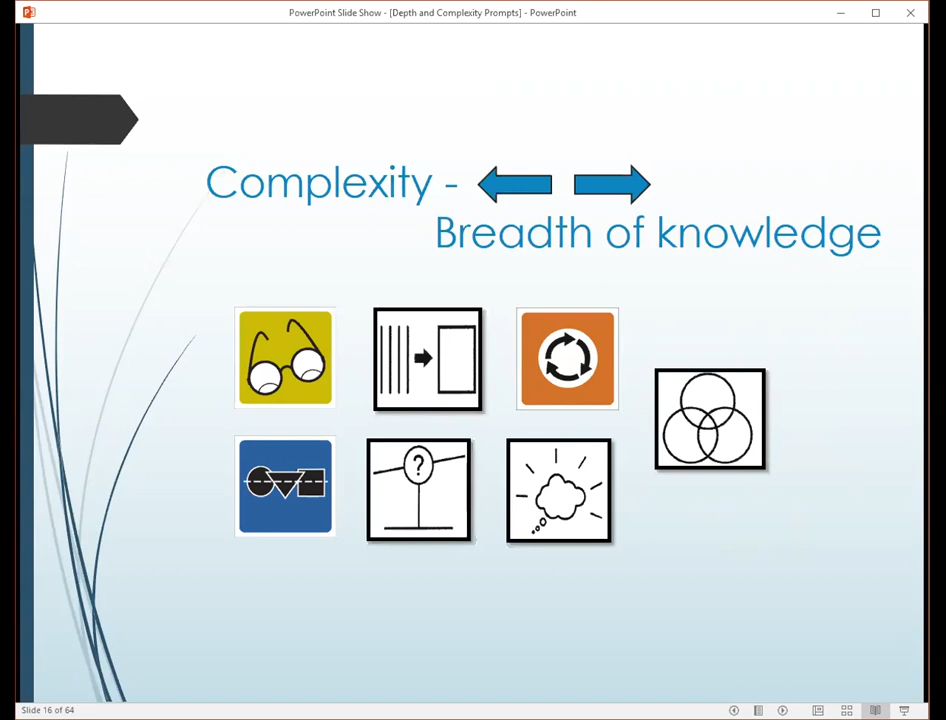 PowerPoint Slide Show - [Depth and Complexity Prompts] - PowerPoint
Complexity -
Breadth of knowledge
?
Slide 16 of 64